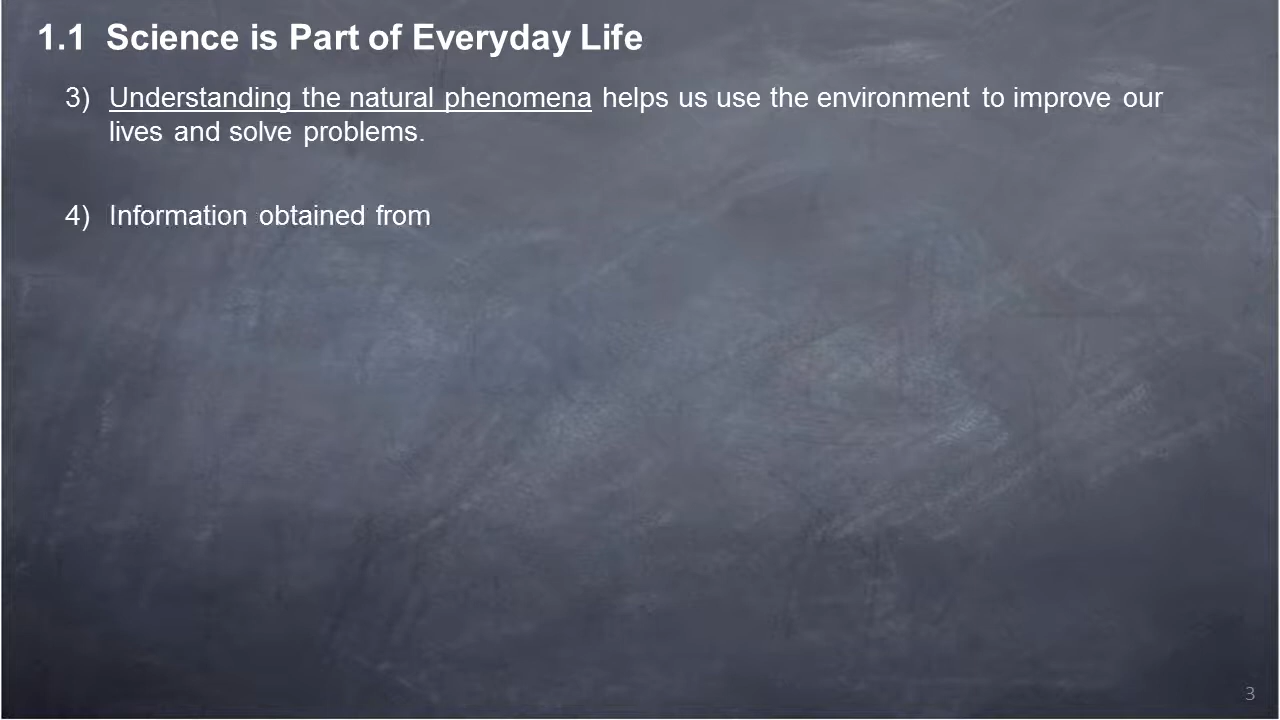 1.1 Science is Part of Everyday Life
3) Understanding the natural phenomena helps us use the environment to improve our
lives and solve problems.
4) Information obtained from
3